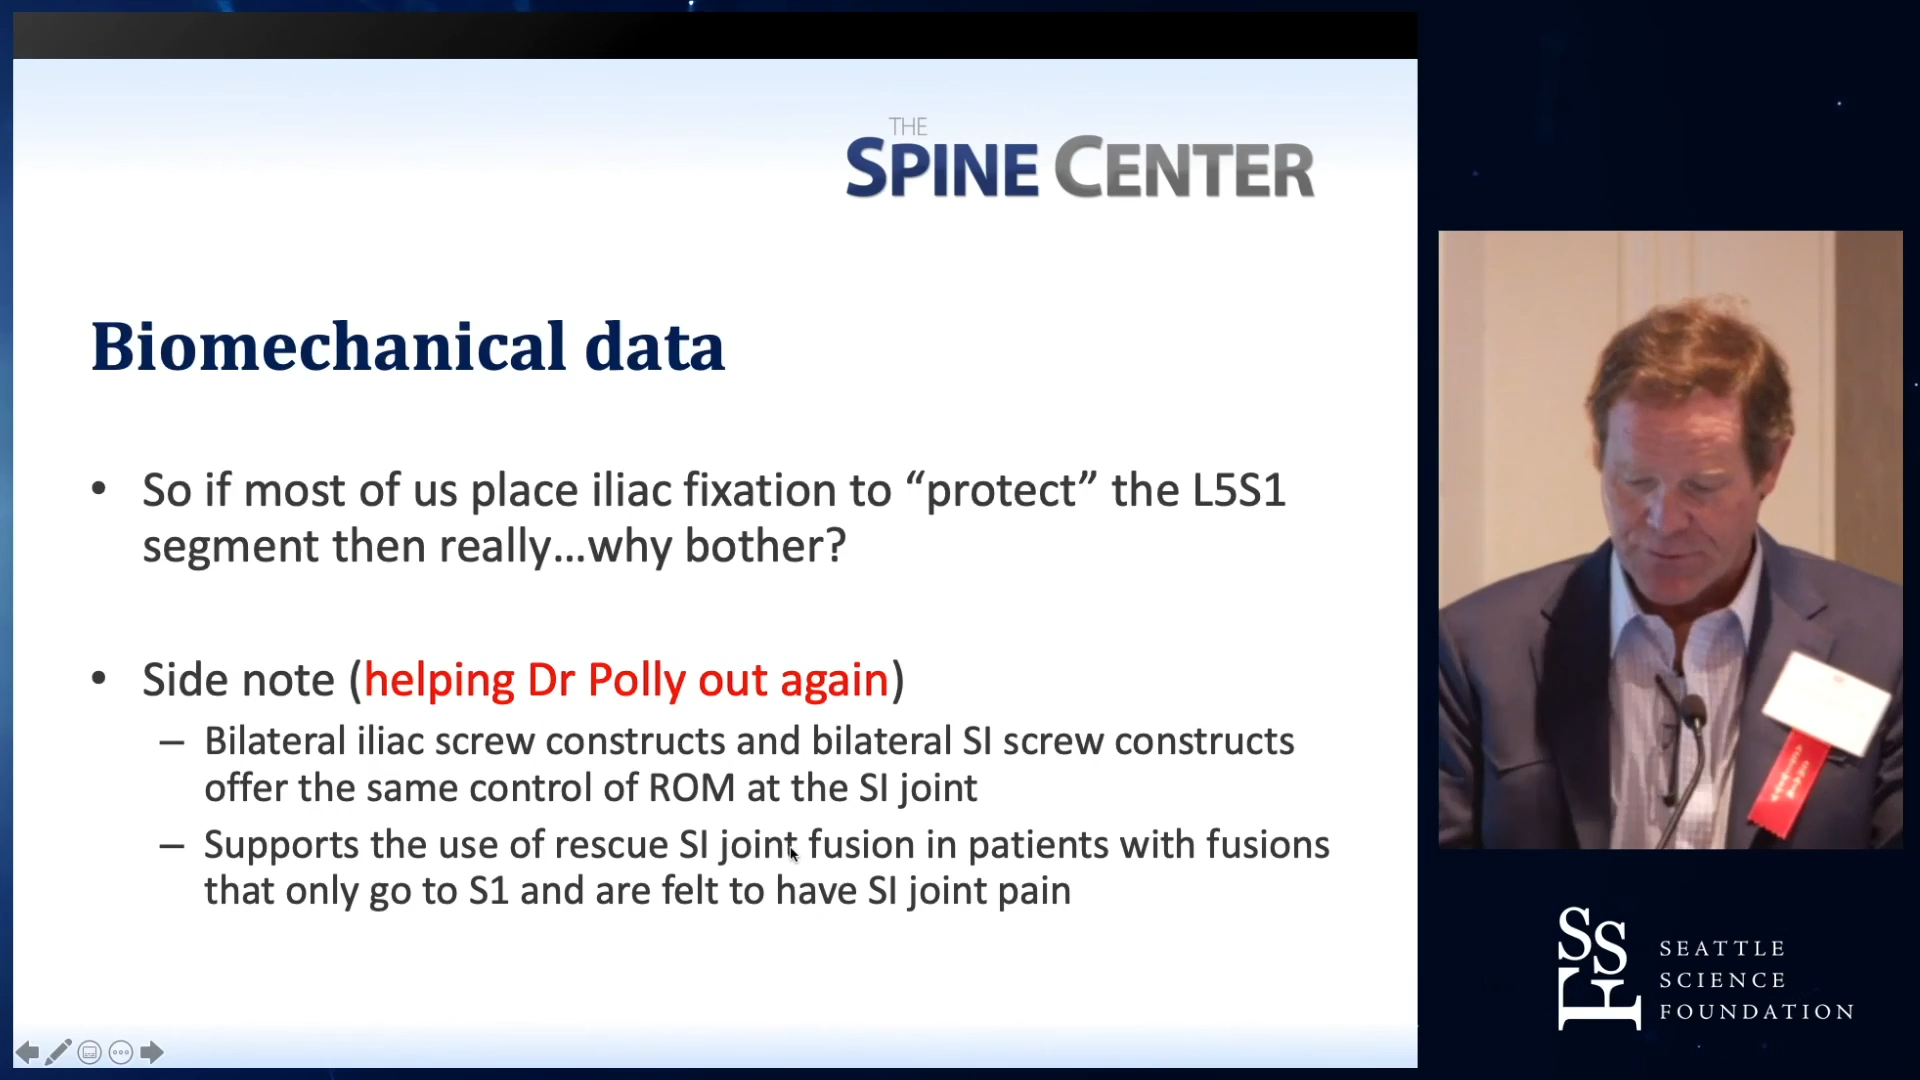 THE
SPINE CENTER
Biomechanical data
• So if most of us place iliac fixation to “protect” the L5S1
segment then really…why bother?
• Side note (helping Dr Polly out again)
– Bilateral iliac screw constructs and bilateral SI screw constructs
offer the same control of ROM at the SI joint
– Supports the use of rescue SI joint fusion in patients with fusions
that only go to S1 and are felt to have SI joint pain
SSF
SEATTLE
SCIENCE
FOUNDATION